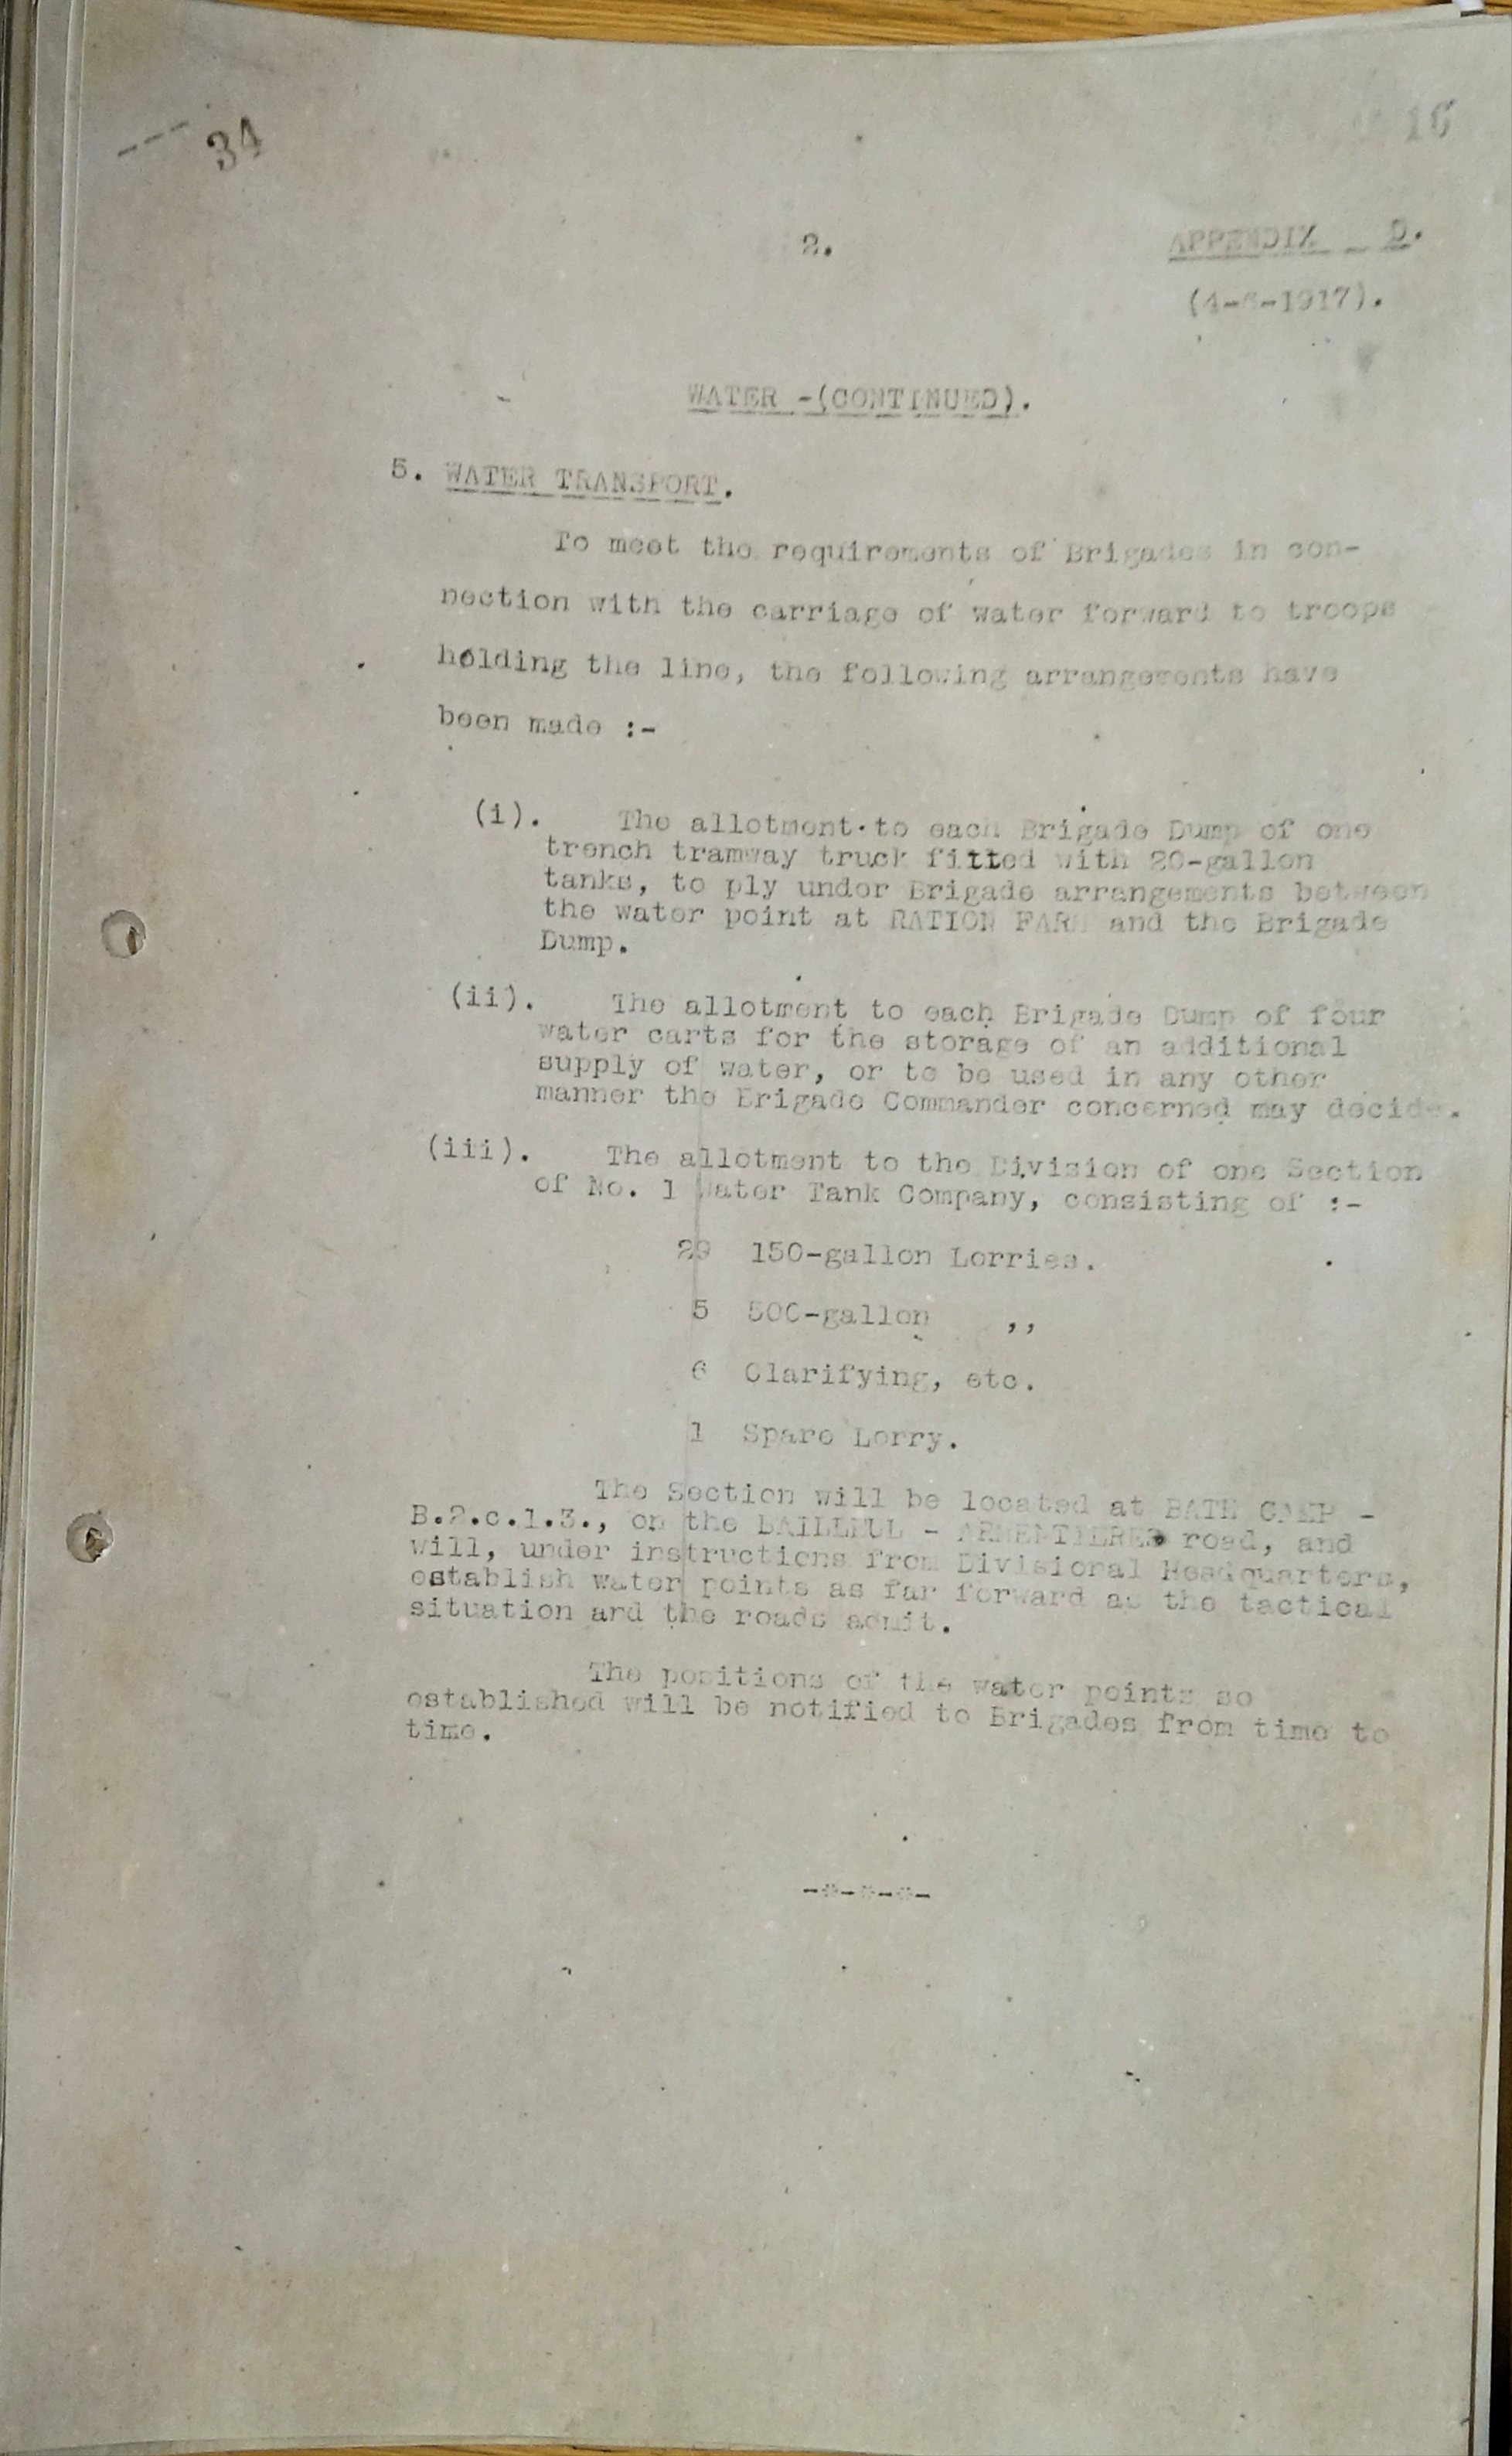 34
16
2.
APPENDIX D.
(4-6-1917).
WATER -(CONTINUED).
5. WATER TRANSPORT.
To meet the requirements of Brigades in con-
nection with the carriage of water forward to troops
holding the line, the following arrangements have
been made :-
(i). The allotment to each Brigade Dump of one
trench tramway truck fitted with 20-gallon
tanks, to ply under Brigade arrangements between
the water point at RATION FARM and the Brigade
Dump.
(ii). The allotment to each Brigade Dump of four
water carts for the storage of an additional
supply of water, or to be used in any other
manner the Brigade Commander concerned may decide.
(iii). The allotment to the Division of one Section
of No. 1 Water Tank Company, consisting of :-
29 150-gallon Lorries.
5 500-gallon ,,
6 Clarifying, etc.
1 Spare Lorry.
The Section will be located at BATH CAMP -
B.2.c.1.3., on the BAILLEUL - ARMENTIERES road, and
will, under instructions from Divisional Headquarters,
establish water points as far forward as the tactical
situation and the roads admit.
The positions of the water points so
established will be notified to Brigades from time to
time.
-*-*-*-